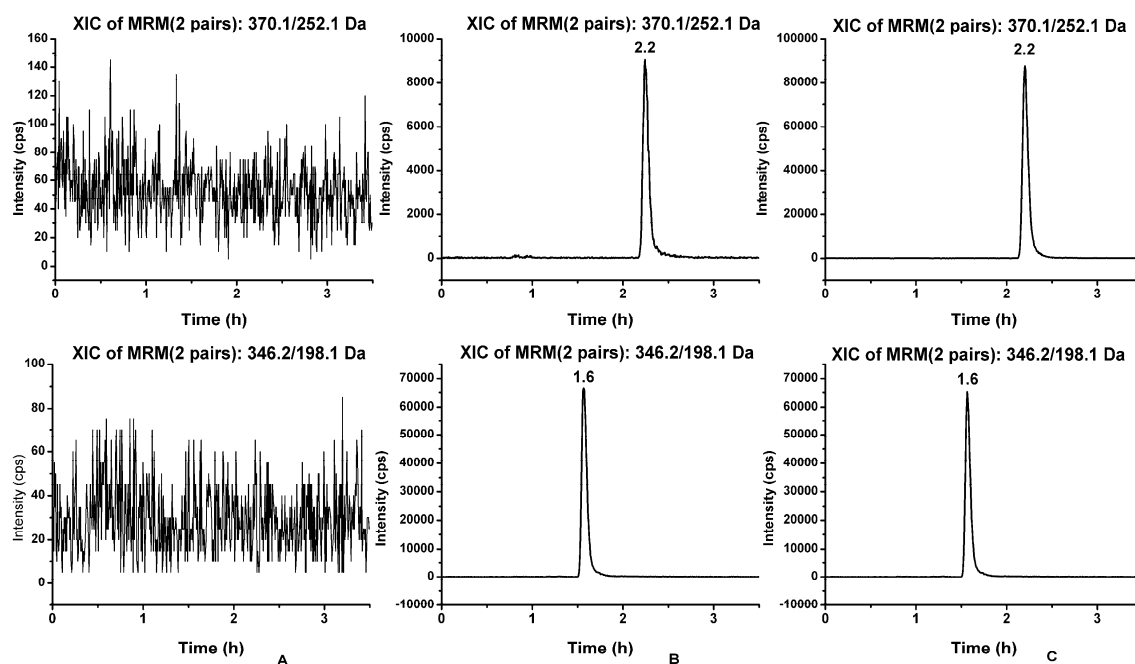 XIC of MRM(2 pairs): 370.1/252.1 Da
160
140
120
100
80
60
40
20
0
Intensity (cps)
0 1 2 3
Time (h)
XIC of MRM(2 pairs): 370.1/252.1 Da
2.2
10000
8000
6000
4000
2000
0
Intensity (cps)
0 1 2 3
Time (h)
XIC of MRM(2 pairs): 370.1/252.1 Da
2.2
100000
80000
60000
40000
20000
0
Intensity (cps)
0 1 2 3
Time (h)
XIC of MRM(2 pairs): 346.2/198.1 Da
100
80
60
40
20
0
Intensity (cps)
0 1 2 3
Time (h)
A
XIC of MRM(2 pairs): 346.2/198.1 Da
1.6
70000
60000
50000
40000
30000
20000
10000
0
-10000
Intensity (cps)
0 1 2 3
Time (h)
B
XIC of MRM(2 pairs): 346.2/198.1 Da
1.6
70000
60000
50000
40000
30000
20000
10000
0
-10000
Intensity (cps)
0 1 2 3
Time (h)
C